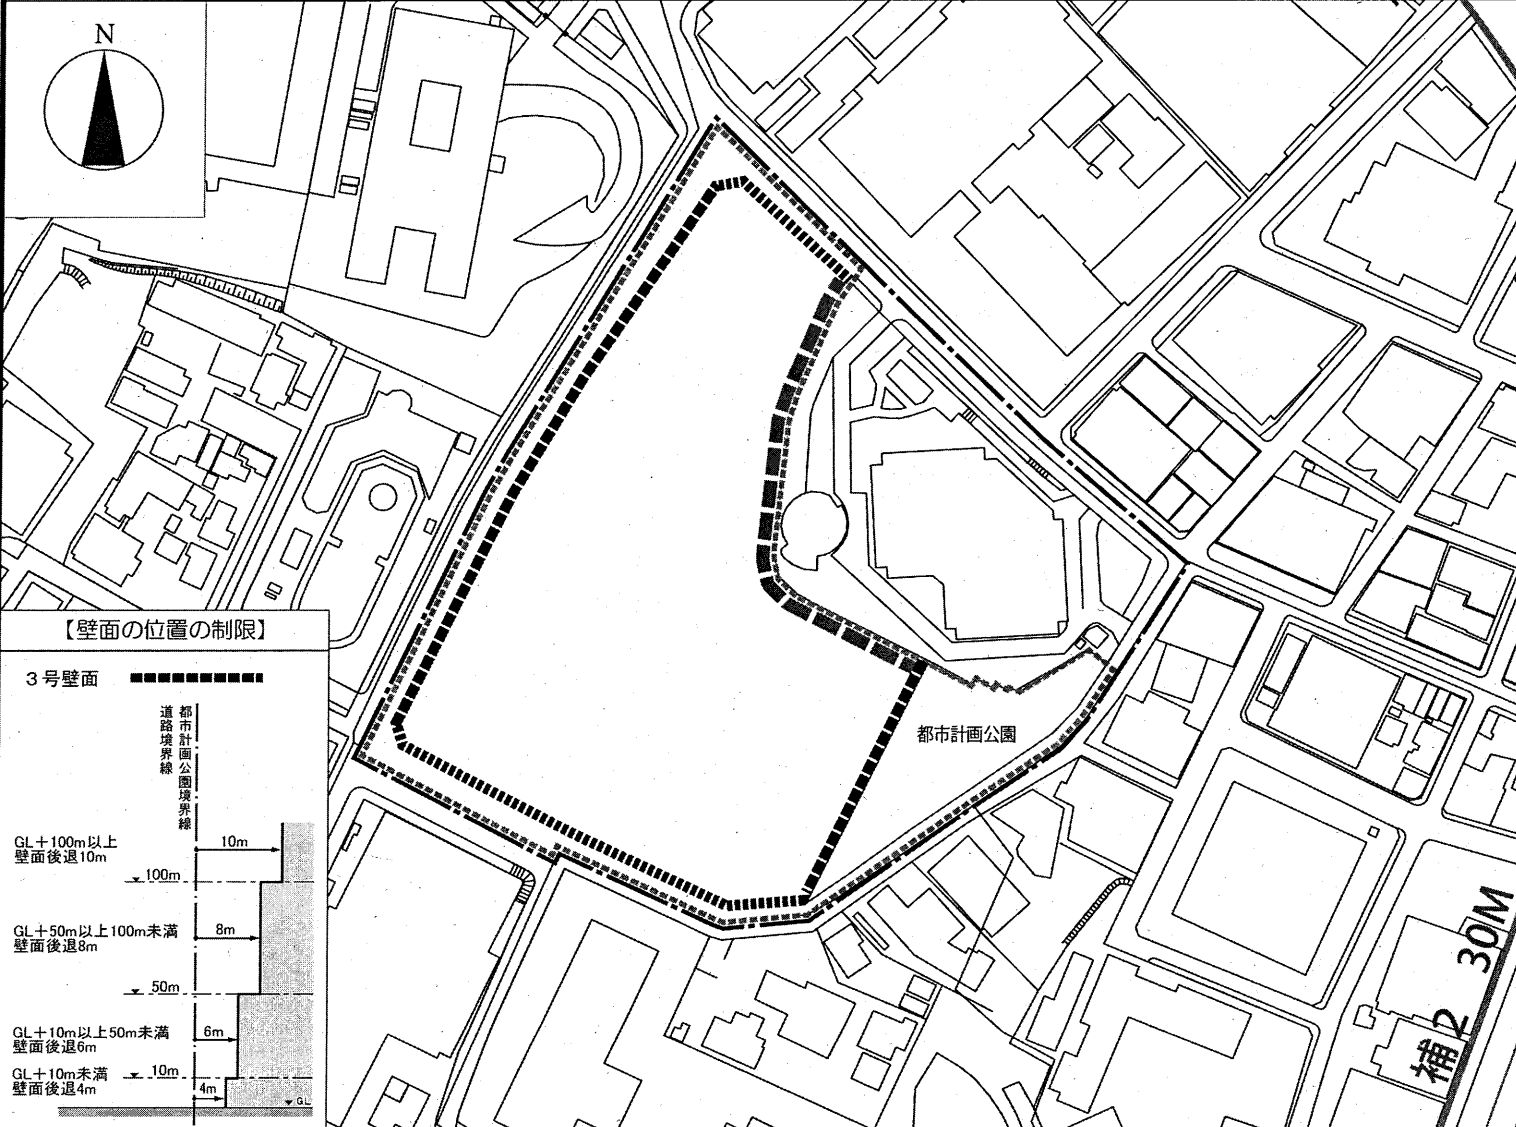 N
【壁面の位置の制限】
3号壁面
都市計画公園境界線
道路境界線
GL+100m以上
壁面後退10m
10m
100m
GL+50m以上100m未満
壁面後退8m
8m
50m
GL+10m以上50m未満
壁面後退6m
6m
GL+10m未満
壁面後退4m
10m
4m
GL
都市計画公園
補2 30M